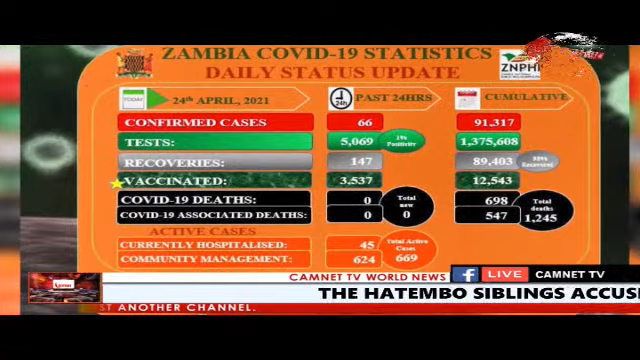 ZAMBIA COVID-19 STATISTICS
DAILY STATUS UPDATE
ZNPHI
TODAY 24th APRIL, 2021 24h PAST 24HRS CUMULATIVE
CONFIRMED CASES 66 91,317
TESTS: 5,069 1% Positivity 1,375,608
RECOVERIES: 147 89,403 98% Recovered
VACCINATED: 3,537 12,543
COVID-19 DEATHS: 0 698
COVID-19 ASSOCIATED DEATHS: 0 547
Total new 0
Total deaths 1,245
ACTIVE CASES
CURRENTLY HOSPITALISED: 45
COMMUNITY MANAGEMENT: 624
Total Active Cases 669
CAMNET TV WORLD NEWS f LIVE CAMNET TV
THE HATEMBO SIBLINGS ACCUS
ST ANOTHER CHANNEL.